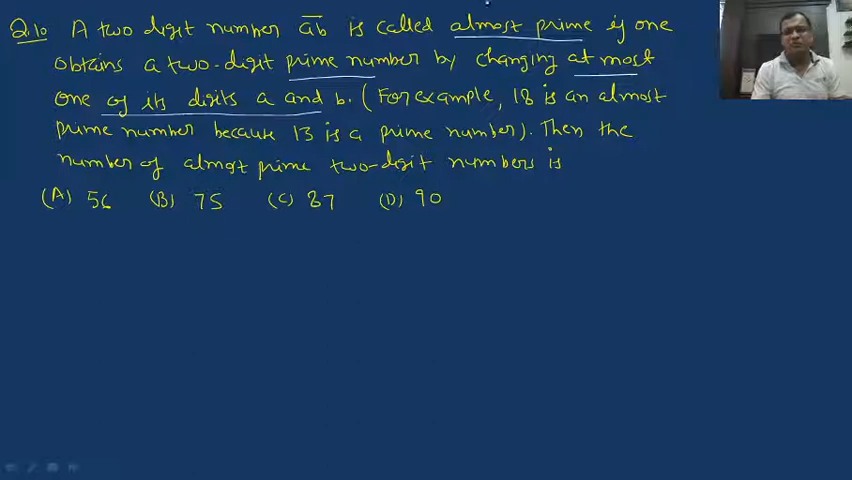 Q.10 A two digit number ab is called almost prime if one
obtains a two-digit prime number by changing at most
one of its digits a and b. (For example, 18 is an almost
prime number because 13 is a prime number). Then the
number of almost prime two-digit numbers is
(A) 56 (B) 75 (C) 87 (D) 90